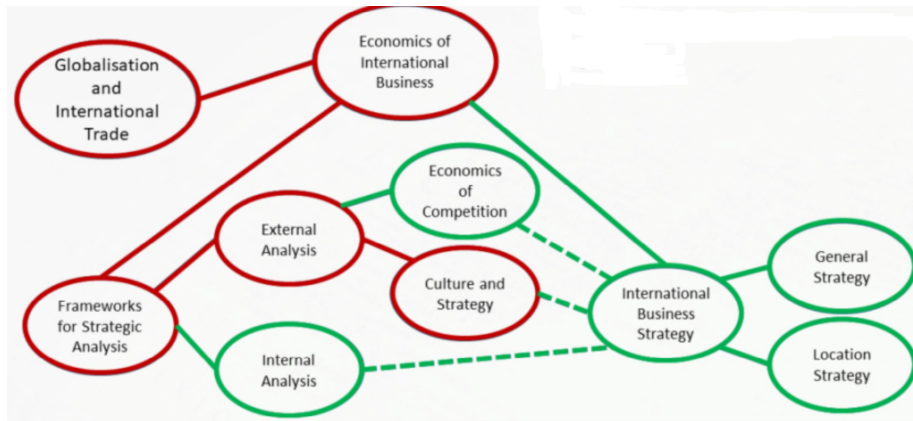 Economics of
International
Business
Globalisation
and
International
Trade
Economics
of
Competition
External
Analysis
Culture and
Strategy
General
Strategy
International
Business
Strategy
Frameworks
for Strategic
Analysis
Internal
Analysis
Location
Strategy